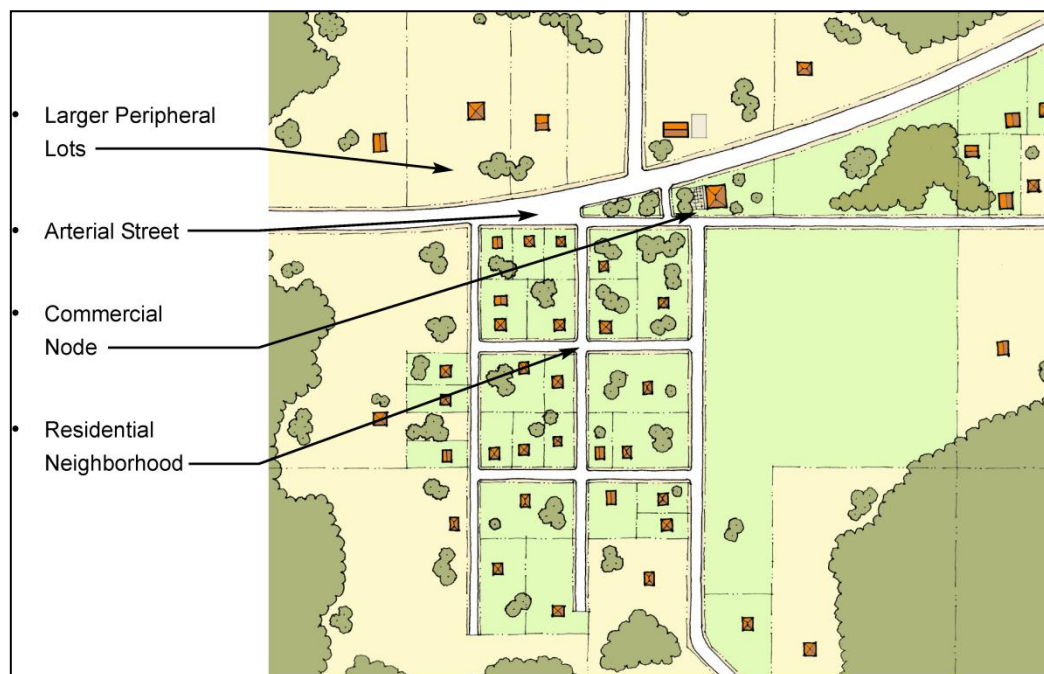 • Larger Peripheral
Lots
• Arterial Street
• Commercial
Node
• Residential
Neighborhood